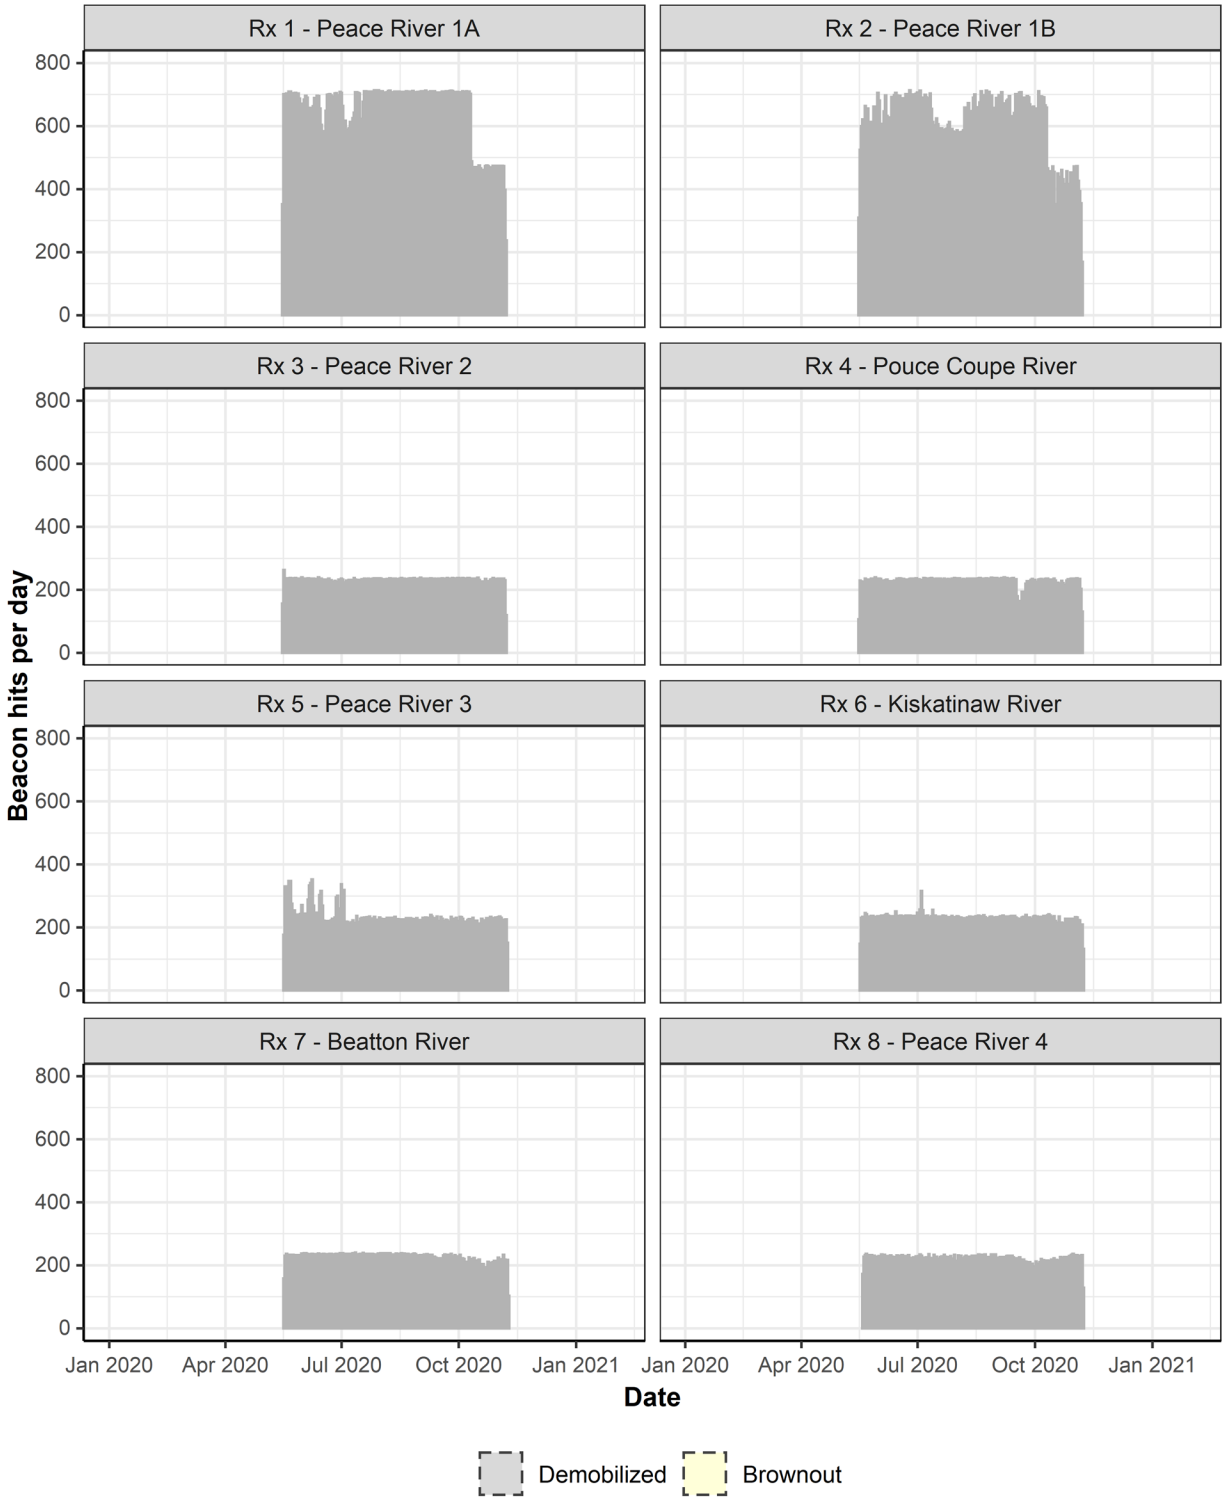 Rx 1 - Peace River 1A
Rx 2 - Peace River 1B
800
600
400
200
0
Rx 3 - Peace River 2
Rx 4 - Pouce Coupe River
800
600
400
200
0
Rx 5 - Peace River 3
Rx 6 - Kiskatinaw River
800
600
400
200
0
Rx 7 - Beatton River
Rx 8 - Peace River 4
800
600
400
200
0
Beacon hits per day
Jan 2020 Apr 2020 Jul 2020 Oct 2020 Jan 2021 Jan 2020 Apr 2020 Jul 2020 Oct 2020 Jan 2021
Date
Demobilized Brownout